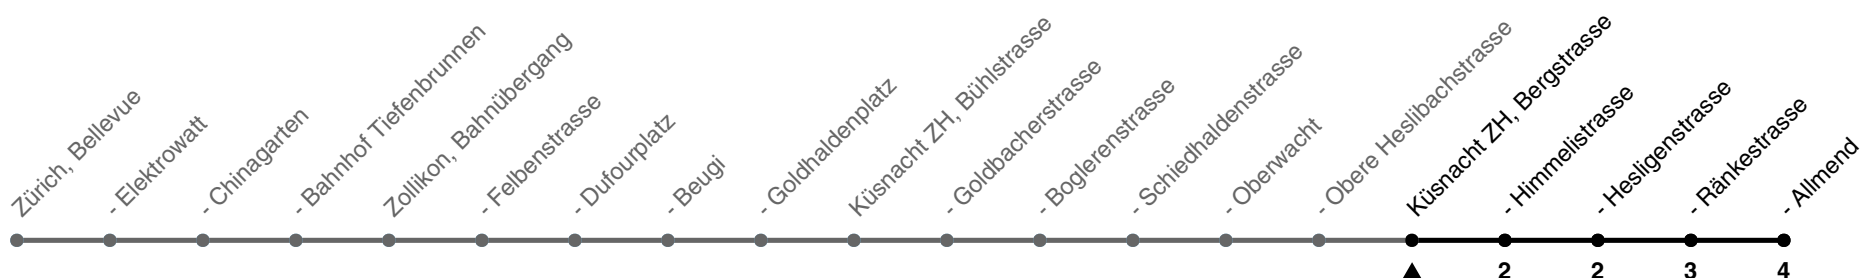 Zürich, Bellevue
- Elektrowatt
- Chinagarten
- Bahnhof Tiefenbrunnen
Zollikon, Bahnübergang
- Felbenstrasse
- Dufourplatz
- Beugi
- Goldhaldenplatz
Küsnacht ZH, Bühlstrasse
- Goldbacherstrasse
- Boglerenstrasse
- Schiedhaldenstrasse
- Oberwacht
- Obere Heslibachstrasse
Küsnacht ZH, Bergstrasse
- Himmelistrasse
- Hesligenstrasse
- Ränkestrasse
- Allmend
2 2 3 4